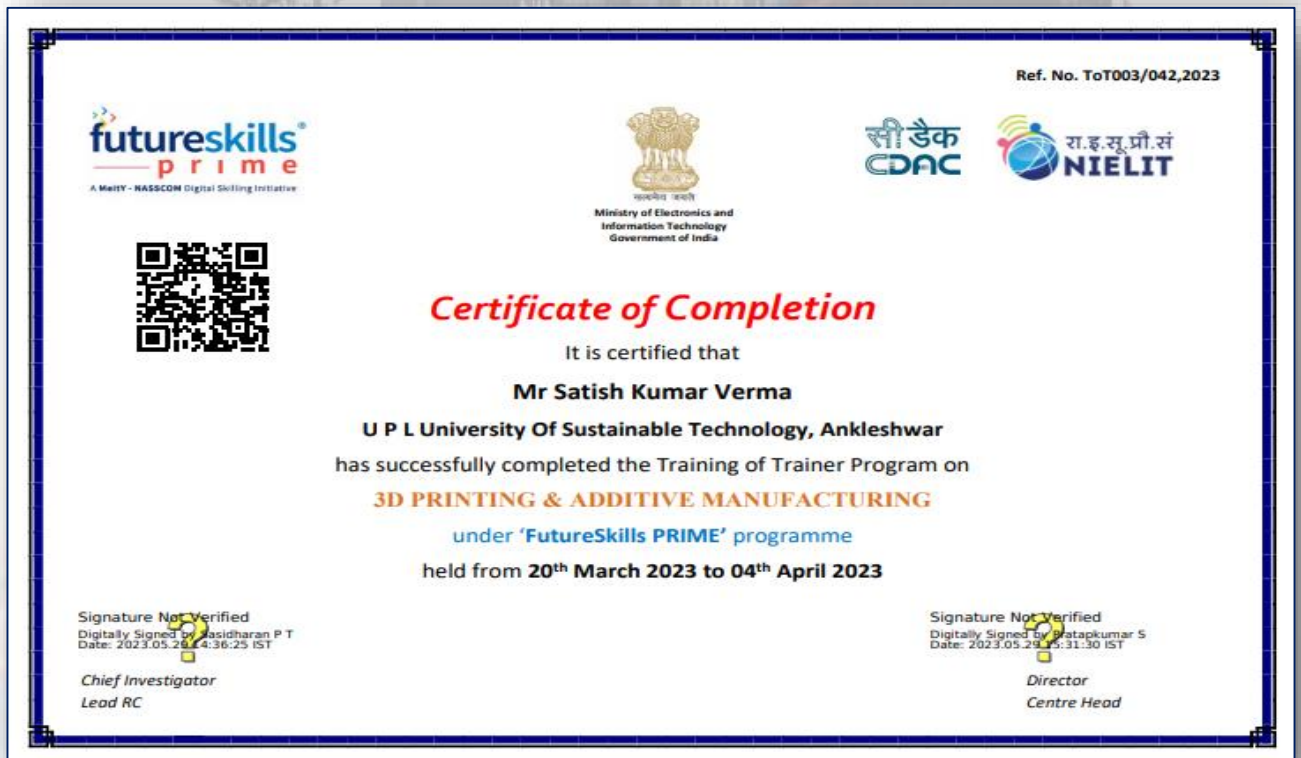 Ref. No. ToT003/042,2023
futureskills®
prime
A MeitY - NASSCOM Digital Skilling Initiative
सत्यमेव जयते
Ministry of Electronics and
Information Technology
Government of India
सी डैक
CDAC
रा.इ.सू.प्रौ.सं
NIELIT
Certificate of Completion
It is certified that
Mr Satish Kumar Verma
U P L University Of Sustainable Technology, Ankleshwar
has successfully completed the Training of Trainer Program on
3D PRINTING & ADDITIVE MANUFACTURING
under ‘FutureSkills PRIME’ programme
held from 20th March 2023 to 04th April 2023
Signature Not Verified
Digitally Signed by Sasidharan P T
Date: 2023.05.29 14:36:25 IST
Chief Investigator
Lead RC
Signature Not Verified
Digitally Signed by Pratapkumar S
Date: 2023.05.29 15:31:30 IST
Director
Centre Head